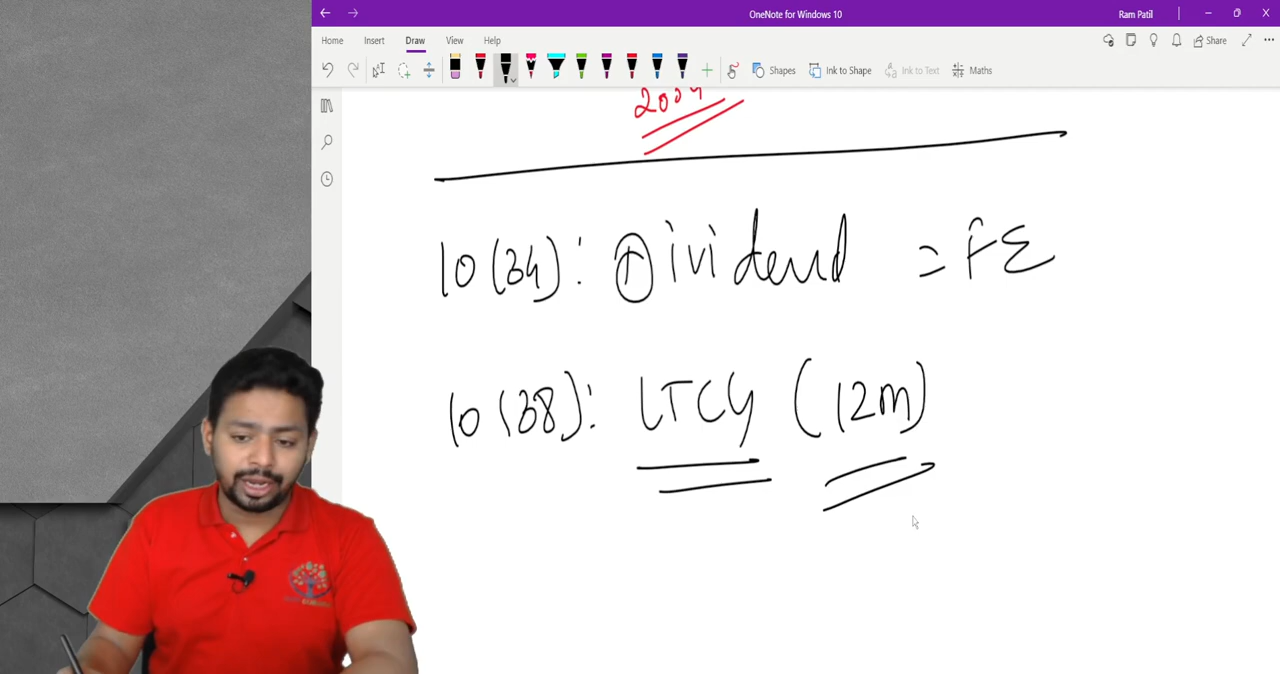 OneNote for Windows 10
Ram Patil
Home Insert Draw View Help
Share
Shapes Ink to Shape Ink to Text Maths
2004
10(34): Dividend = FE
10(38): LTCG (12m)